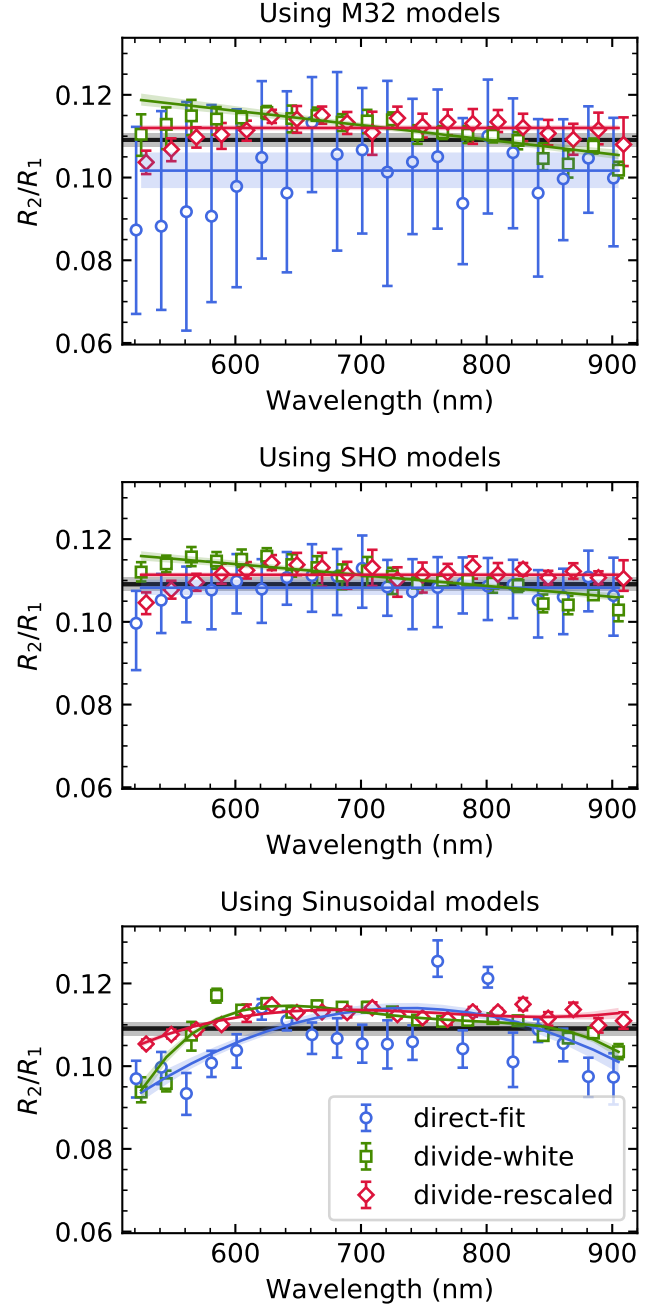 Using M32 models
0.12
0.10
0.08
0.06
R₂/R₁
600
700
800
900
Wavelength (nm)
Using SHO models
0.12
0.10
0.08
0.06
R₂/R₁
600
700
800
900
Wavelength (nm)
Using Sinusoidal models
0.12
0.10
0.08
0.06
R₂/R₁
direct-fit
divide-white
divide-rescaled
600
700
800
900
Wavelength (nm)